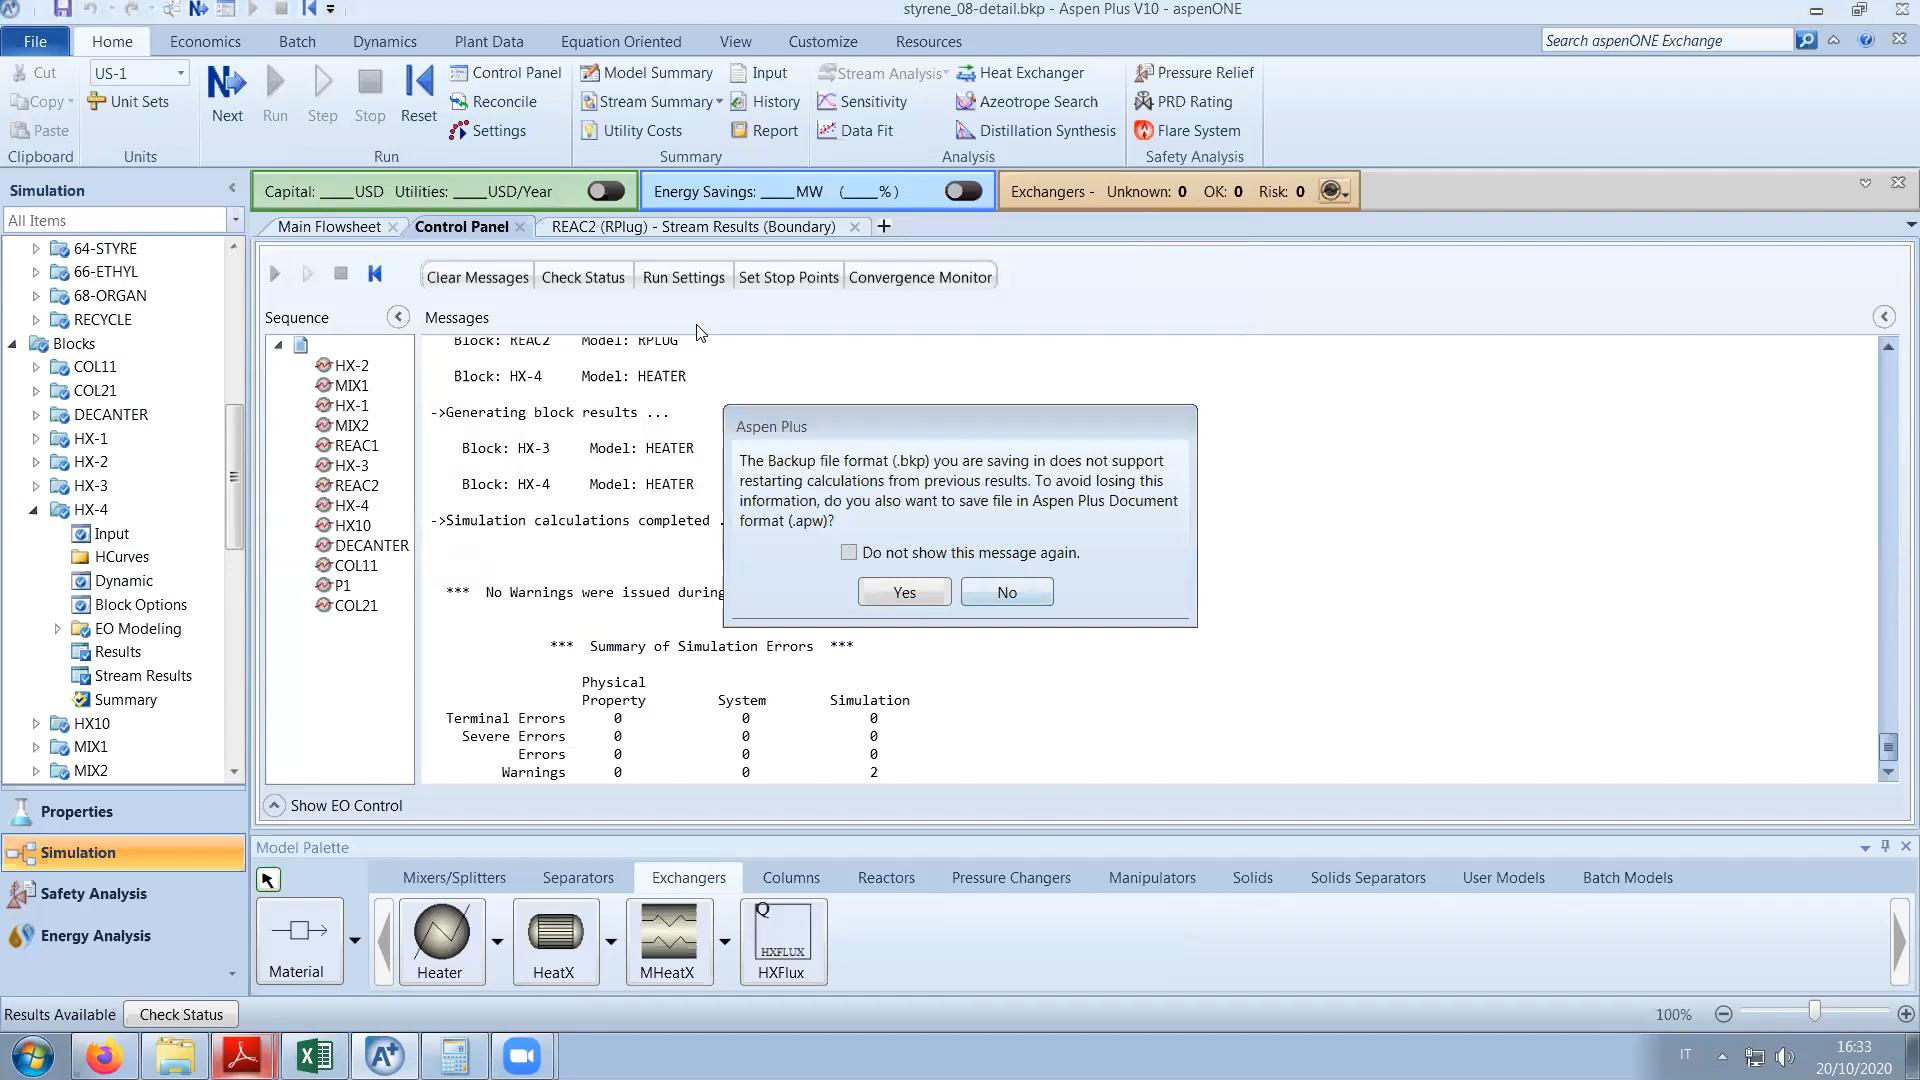 styrene_08-detail.bkp - Aspen Plus V10 - aspenONE
File Home Economics Batch Dynamics Plant Data Equation Oriented View Customize Resources Search aspenONE Exchange
Cut US-1 Control Panel Model Summary Input Stream Analysis Heat Exchanger Pressure Relief
Copy Unit Sets Reconcile Stream Summary History Sensitivity Azeotrope Search PRD Rating
Next Run Step Stop Reset
Paste Settings Utility Costs Report Data Fit Distillation Synthesis Flare System
Clipboard Units Run Summary Analysis Safety Analysis
Simulation
Capital: ____USD Utilities: ____USD/Year Energy Savings: ____MW (____%) Exchangers - Unknown: 0 OK: 0 Risk: 0
All Items
Main Flowsheet Control Panel REAC2 (RPlug) - Stream Results (Boundary)
64-STYRE
66-ETHYL
68-ORGAN
RECYCLE
Blocks
COL11
COL21
DECANTER
HX-1
HX-2
HX-3
HX-4
Input
HCurves
Dynamic
Block Options
EO Modeling
Results
Stream Results
Summary
HX10
MIX1
MIX2
Clear Messages Check Status Run Settings Set Stop Points Convergence Monitor
Sequence Messages
HX-2
MIX1
HX-1
MIX2
REAC1
HX-3
REAC2
HX-4
HX10
DECANTER
COL11
P1
COL21
Block: REAC2 Model: RPLUG
Block: HX-4 Model: HEATER
->Generating block results ...
Block: HX-3 Model: HEATER
Block: HX-4 Model: HEATER
->Simulation calculations completed .
*** No Warnings were issued during
*** Summary of Simulation Errors ***
Physical
Property System Simulation
Terminal Errors 0 0 0
Severe Errors 0 0 0
Errors 0 0 0
Warnings 0 0 2
Aspen Plus
The Backup file format (.bkp) you are saving in does not support
restarting calculations from previous results. To avoid losing this
information, do you also want to save file in Aspen Plus Document
format (.apw)?
Do not show this message again.
Yes No
Show EO Control
Properties
Simulation
Safety Analysis
Energy Analysis
Model Palette
Mixers/Splitters Separators Exchangers Columns Reactors Pressure Changers Manipulators Solids Solids Separators User Models Batch Models
Q
HXFLUX
Material Heater HeatX MHeatX HXFlux
Results Available Check Status 100%
IT 16:33
20/10/2020